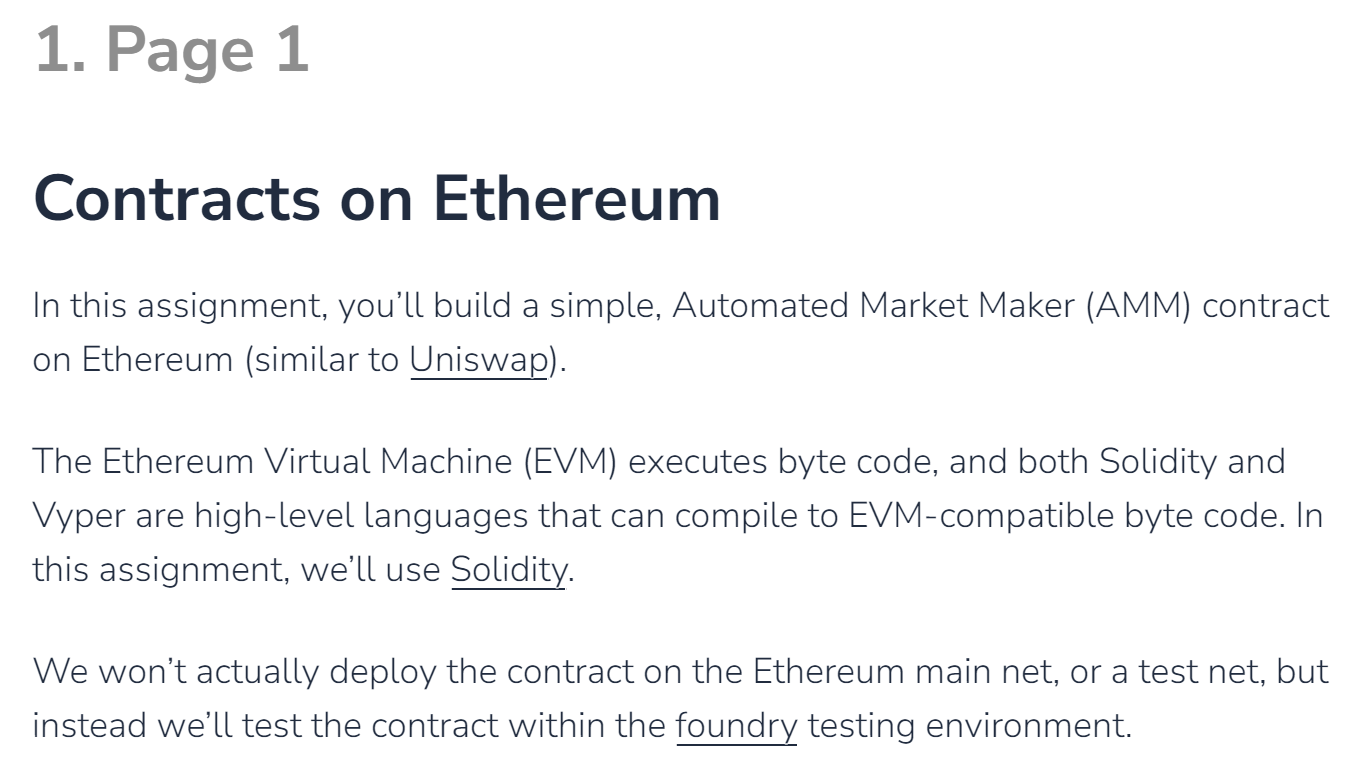 1. Page 1
Contracts on Ethereum
In this assignment, you’ll build a simple, Automated Market Maker (AMM) contract
on Ethereum (similar to Uniswap).
The Ethereum Virtual Machine (EVM) executes byte code, and both Solidity and
Vyper are high-level languages that can compile to EVM-compatible byte code. In
this assignment, we’ll use Solidity.
We won’t actually deploy the contract on the Ethereum main net, or a test net, but
instead we’ll test the contract within the foundry testing environment.